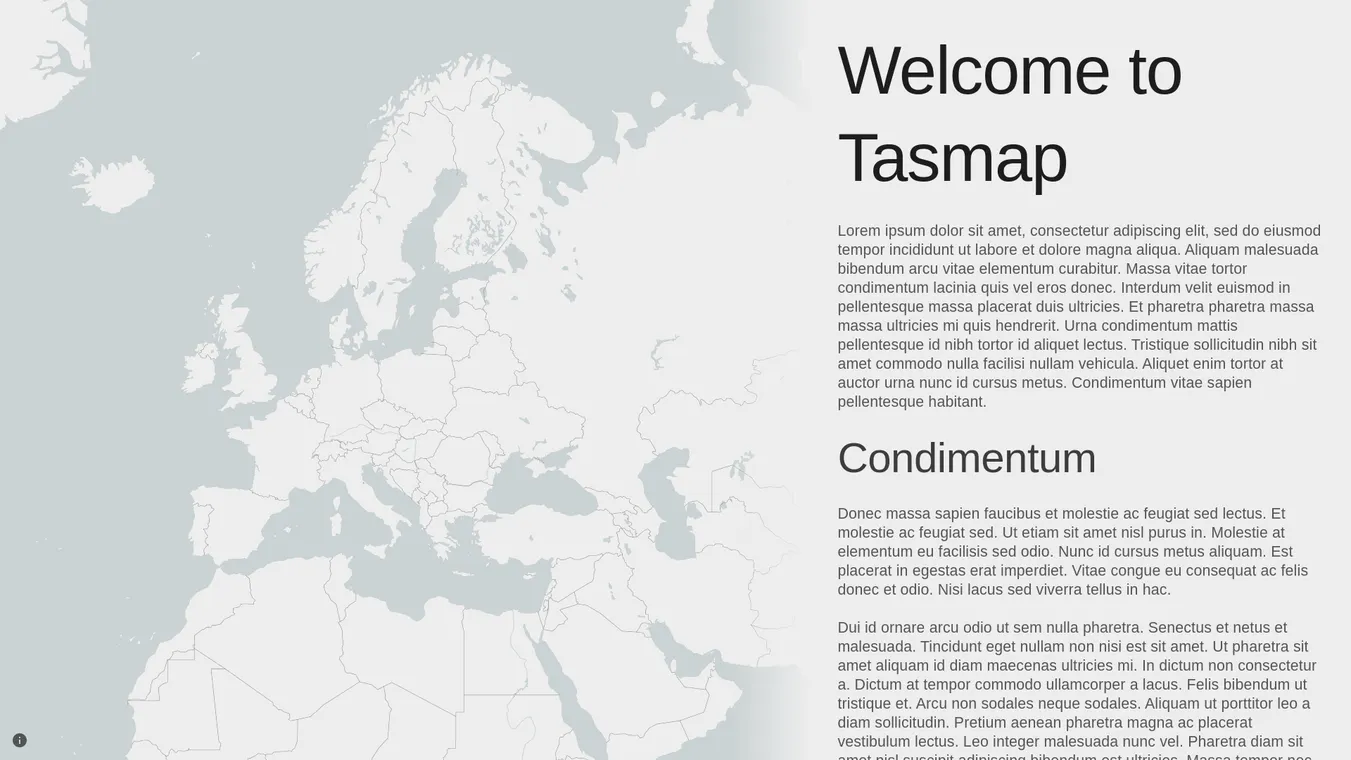 Welcome to
Tasmap
Lorem ipsum dolor sit amet, consectetur adipiscing elit, sed do eiusmod
tempor incididunt ut labore et dolore magna aliqua. Aliquam malesuada
bibendum arcu vitae elementum curabitur. Massa vitae tortor
condimentum lacinia quis vel eros donec. Interdum velit euismod in
pellentesque massa placerat duis ultricies. Et pharetra pharetra massa
massa ultricies mi quis hendrerit. Urna condimentum mattis
pellentesque id nibh tortor id aliquet lectus. Tristique sollicitudin nibh sit
amet commodo nulla facilisi nullam vehicula. Aliquet enim tortor at
auctor urna nunc id cursus metus. Condimentum vitae sapien
pellentesque habitant.
Condimentum
Donec massa sapien faucibus et molestie ac feugiat sed lectus. Et
molestie ac feugiat sed. Ut etiam sit amet nisl purus in. Molestie at
elementum eu facilisis sed odio. Nunc id cursus metus aliquam. Est
placerat in egestas erat imperdiet. Vitae congue eu consequat ac felis
donec et odio. Nisi lacus sed viverra tellus in hac.
Dui id ornare arcu odio ut sem nulla pharetra. Senectus et netus et
malesuada. Tincidunt eget nullam non nisi est sit amet. Ut pharetra sit
amet aliquam id diam maecenas ultricies mi. In dictum non consectetur
a. Dictum at tempor commodo ullamcorper a lacus. Felis bibendum ut
tristique et. Arcu non sodales neque sodales. Aliquam ut porttitor leo a
diam sollicitudin. Pretium aenean pharetra magna ac placerat
vestibulum lectus. Leo integer malesuada nunc vel. Pharetra diam sit
amet nisl suscipit adipiscing bibendum est ultricies. Massa tempor nec